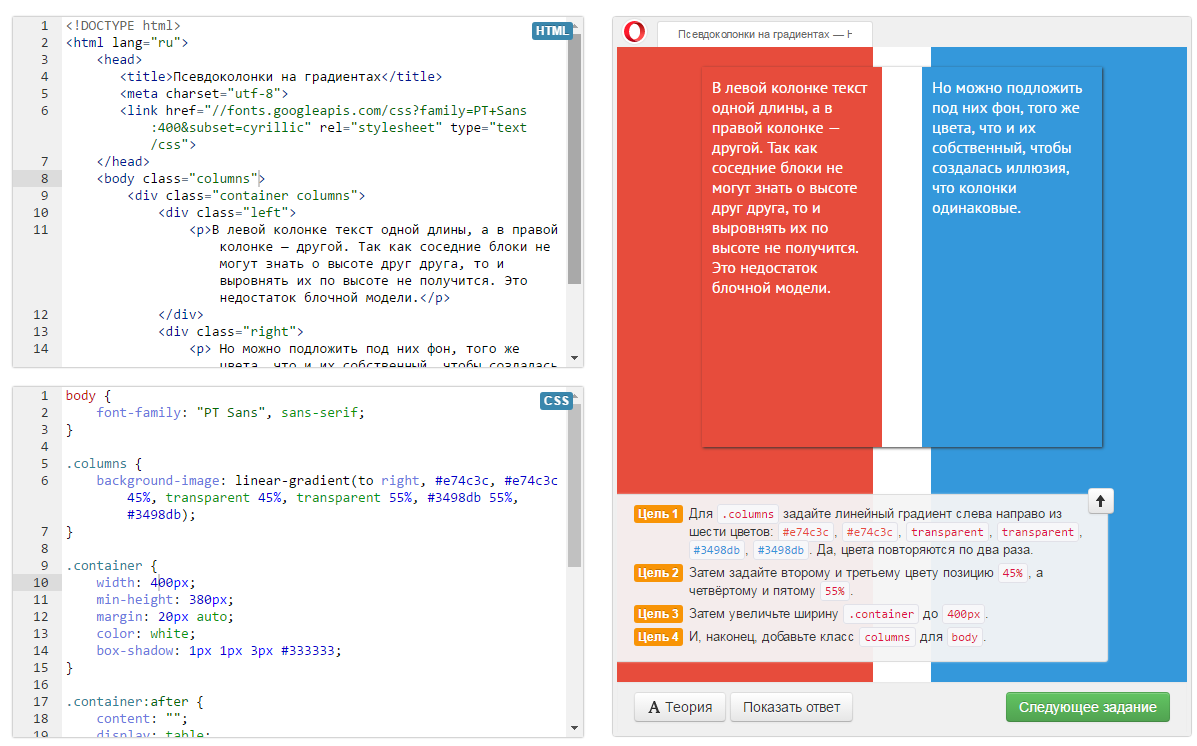 1 <!DOCTYPE html>
HTML
2 <html lang="ru">
3 <head>
4 <title>Псевдоколонки на градиентах</title>
5 <meta charset="utf-8">
6 <link href="//fonts.googleapis.com/css?family=PT+Sans
:400&subset=cyrillic" rel="stylesheet" type="text
/css">
7 </head>
8 <body class="columns">
9 <div class="container columns">
10 <div class="left">
11 <p>В левой колонке текст одной длины, а в правой
колонке — другой. Так как соседние блоки не
могут знать о высоте друг друга, то и
выровнять их по высоте не получится. Это
недостаток блочной модели.</p>
12 </div>
13 <div class="right">
14 <p> Но можно подложить под них фон, того же
цвета, что и их собственный, чтобы создалась
1 body {
CSS
2 font-family: "PT Sans", sans-serif;
3 }
4
5 .columns {
6 background-image: linear-gradient(to right, #e74c3c, #e74c3c
45%, transparent 45%, transparent 55%, #3498db 55%,
#3498db);
7 }
8
9 .container {
10 width: 400px;
11 min-height: 380px;
12 margin: 20px auto;
13 color: white;
14 box-shadow: 1px 1px 3px #333333;
15 }
16
17 .container:after {
18 content: "";
19 display: table;
Псевдоколонки на градиентах —
В левой колонке текст
одной длины, а в
правой колонке —
другой. Так как
соседние блоки не
могут знать о высоте
друг друга, то и
выровнять их по
высоте не получится.
Это недостаток
блочной модели.
Но можно подложить
под них фон, того же
цвета, что и их
собственный, чтобы
создалась иллюзия,
что колонки
одинаковые.
Цель 1 Для .columns задайте линейный градиент слева направо из
шести цветов: #e74c3c, #e74c3c, transparent, transparent,
#3498db, #3498db. Да, цвета повторяются по два раза.
Цель 2 Затем задайте второму и третьему цвету позицию 45%, а
четвёртому и пятому 55%.
Цель 3 Затем увеличьте ширину .container до 400px.
Цель 4 И, наконец, добавьте класс columns для body.
A Теория
Показать ответ
Следующее задание